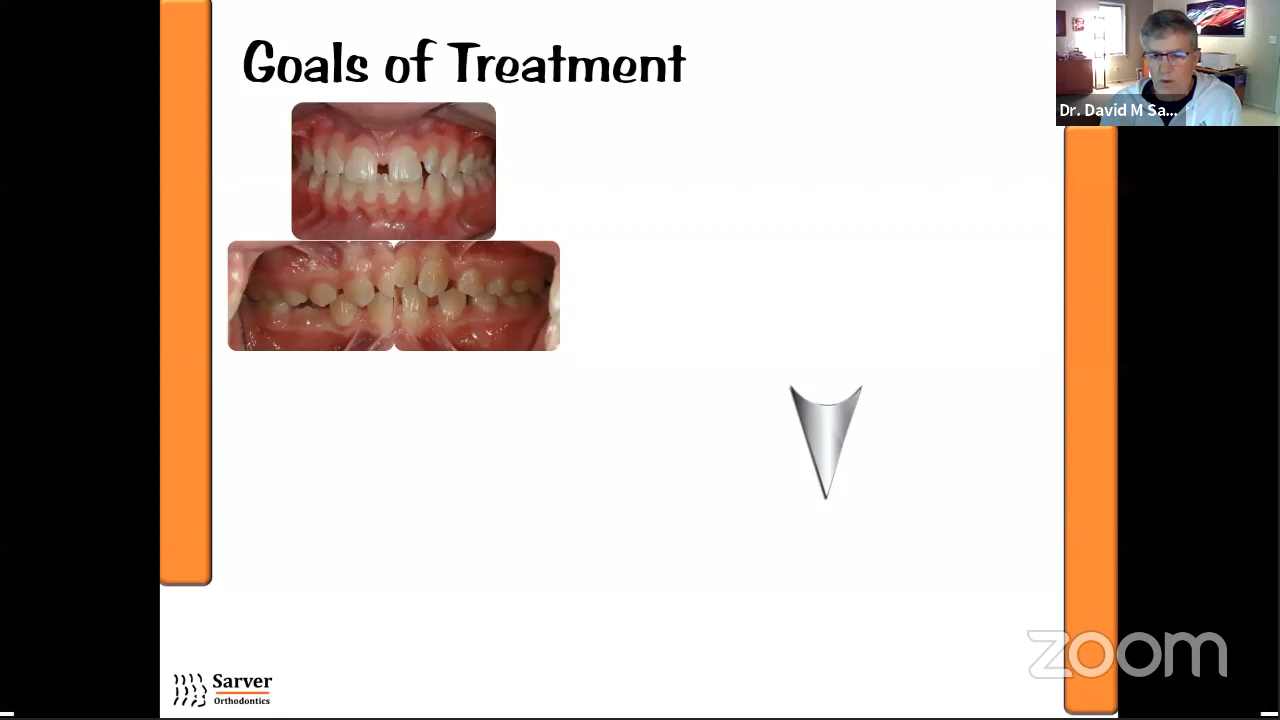 Goals of Treatment
Dr. David M Sa...
Sarver
Orthodontics
zoom